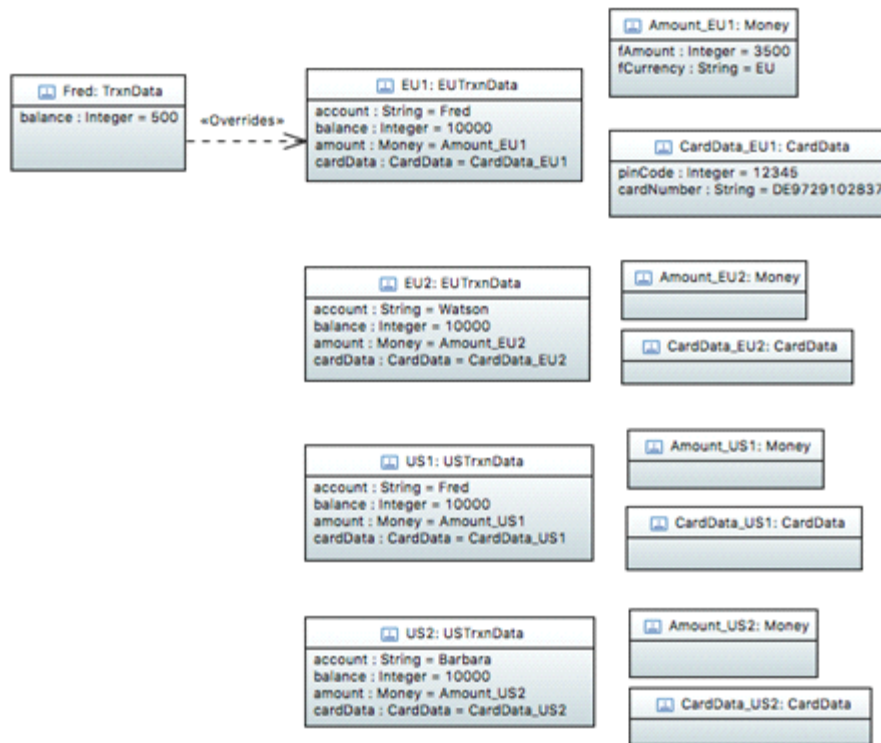 Amount_EU1: Money
fAmount : Integer = 3500
fCurrency : String = EU
Fred: TrxnData
balance : Integer = 500
«Overrides»
EU1: EUTrxnData
account : String = Fred
balance : Integer = 10000
amount : Money = Amount_EU1
cardData : CardData = CardData_EU1
CardData_EU1: CardData
pinCode : Integer = 12345
cardNumber : String = DE9729102837
EU2: EUTrxnData
account : String = Watson
balance : Integer = 10000
amount : Money = Amount_EU2
cardData : CardData = CardData_EU2
Amount_EU2: Money
CardData_EU2: CardData
US1: USTrxnData
account : String = Fred
balance : Integer = 10000
amount : Money = Amount_US1
cardData : CardData = CardData_US1
Amount_US1: Money
CardData_US1: CardData
US2: USTrxnData
account : String = Barbara
balance : Integer = 10000
amount : Money = Amount_US2
cardData : CardData = CardData_US2
Amount_US2: Money
CardData_US2: CardData